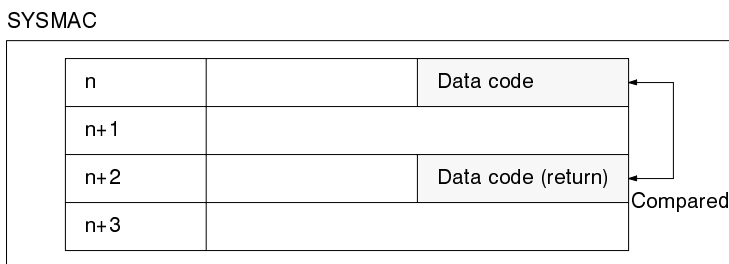 SYSMAC
n Data code
n+1
n+2 Data code (return)
Compared
n+3